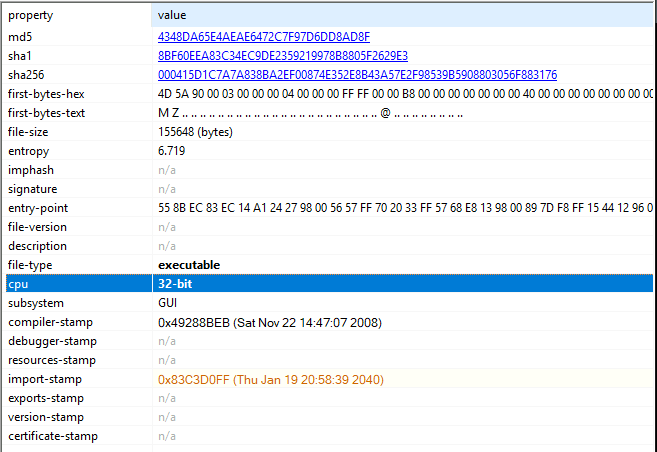 property value
md5 4348DA65E4AEAE6472C7F97D6DD8AD8F
sha1 8BF60EEA83C34EC9DE2359219978B8805F2629E3
sha256 000415D1C7A7A838BA2EF00874E352E8B43A57E2F98539B5908803056F883176
first-bytes-hex 4D 5A 90 00 03 00 00 00 04 00 00 00 FF FF 00 00 B8 00 00 00 00 00 00 00 40 00 00 00 00 00 00 00
first-bytes-text M Z .. .. .. .. .. .. .. .. .. .. .. .. .. .. .. .. .. .. .. .. .. .. @ .. .. .. .. .. .. ..
file-size 155648 (bytes)
entropy 6.719
imphash n/a
signature n/a
entry-point 55 8B EC 83 EC 14 A1 24 27 98 00 56 57 FF 70 20 33 FF 57 68 E8 13 98 00 89 7D F8 FF 15 44 12 96 0
file-version n/a
description n/a
file-type executable
cpu 32-bit
subsystem GUI
compiler-stamp 0x49288BEB (Sat Nov 22 14:47:07 2008)
debugger-stamp n/a
resources-stamp n/a
import-stamp 0x83C3D0FF (Thu Jan 19 20:58:39 2040)
exports-stamp n/a
version-stamp n/a
certificate-stamp n/a